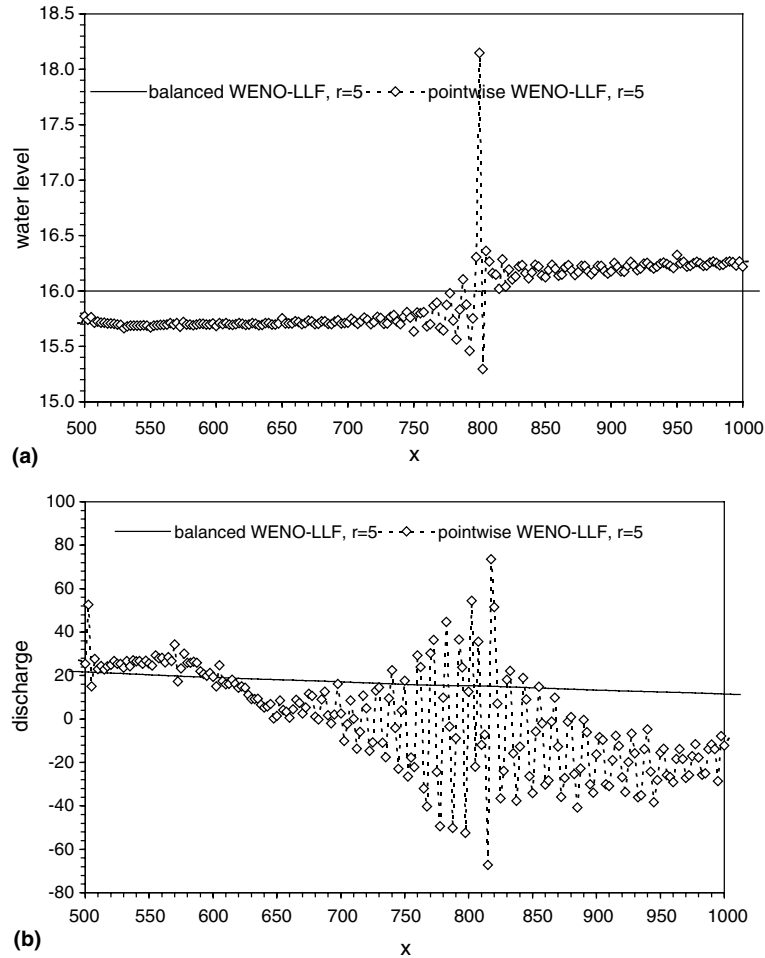 18.5
18.0
17.5
17.0
16.5
16.0
15.5
15.0
water level
balanced WENO-LLF, r=5 pointwise WENO-LLF, r=5
500 550 600 650 700 750 800 850 900 950 1000
x
(a)
100
80
60
40
20
0
-20
-40
-60
-80
discharge
balanced WENO-LLF, r=5 pointwise WENO-LLF, r=5
500 550 600 650 700 750 800 850 900 950 1000
x
(b)